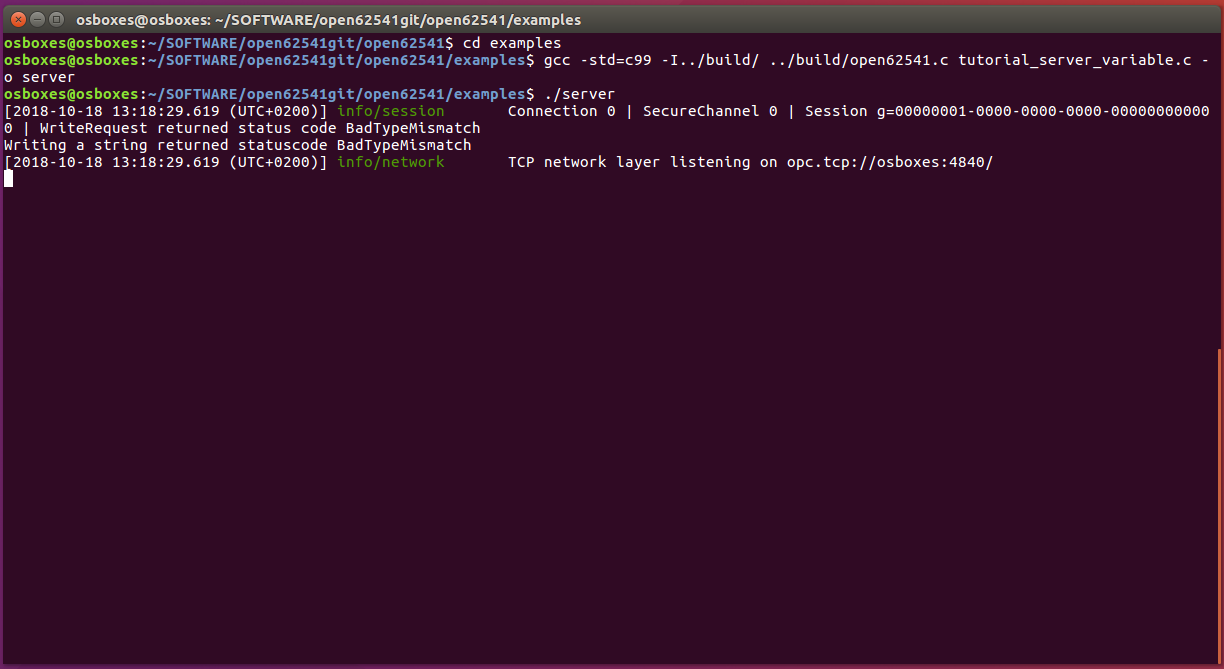 osboxes@osboxes: ~/SOFTWARE/open62541git/open62541/examples
osboxes@osboxes:~/SOFTWARE/open62541git/open62541$ cd examples
osboxes@osboxes:~/SOFTWARE/open62541git/open62541/examples$ gcc -std=c99 -I../build/ ../build/open62541.c tutorial_server_variable.c -
o server
osboxes@osboxes:~/SOFTWARE/open62541git/open62541/examples$ ./server
[2018-10-18 13:18:29.619 (UTC+0200)] info/session       Connection 0 | SecureChannel 0 | Session g=00000001-0000-0000-0000-00000000000
0 | WriteRequest returned status code BadTypeMismatch
Writing a string returned statuscode BadTypeMismatch
[2018-10-18 13:18:29.619 (UTC+0200)] info/network       TCP network layer listening on opc.tcp://osboxes:4840/